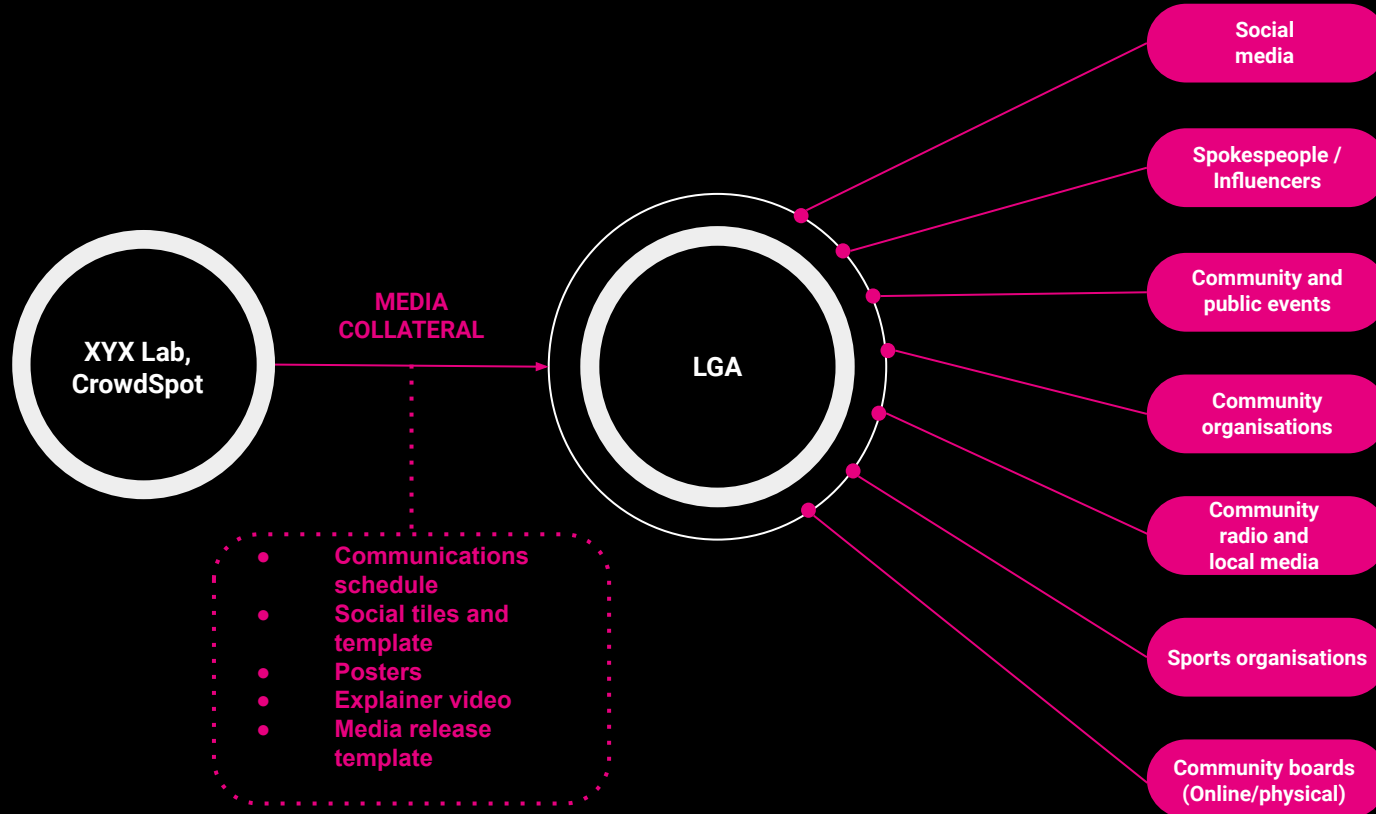 XYX Lab,
CrowdSpot
MEDIA
COLLATERAL
● Communications
schedule
● Social tiles and
template
● Posters
● Explainer video
● Media release
template
LGA
Social
media
Spokespeople /
Influencers
Community and
public events
Community
organisations
Community
radio and
local media
Sports organisations
Community boards
(Online/physical)